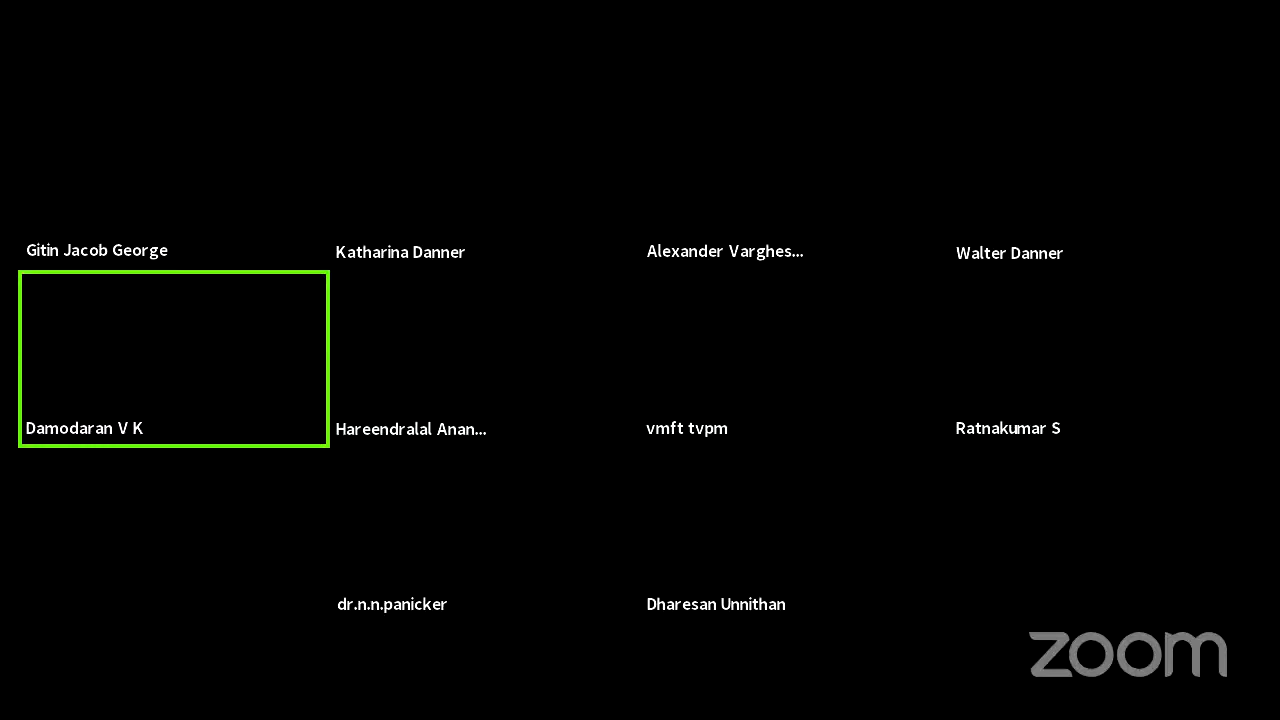 Gitin Jacob George
Katharina Danner
Alexander Varghes...
Walter Danner
Damodaran V K
Hareendralal Anan...
vmft tvpm
Ratnakumar S
dr.n.n.panicker
Dharesan Unnithan
zoom